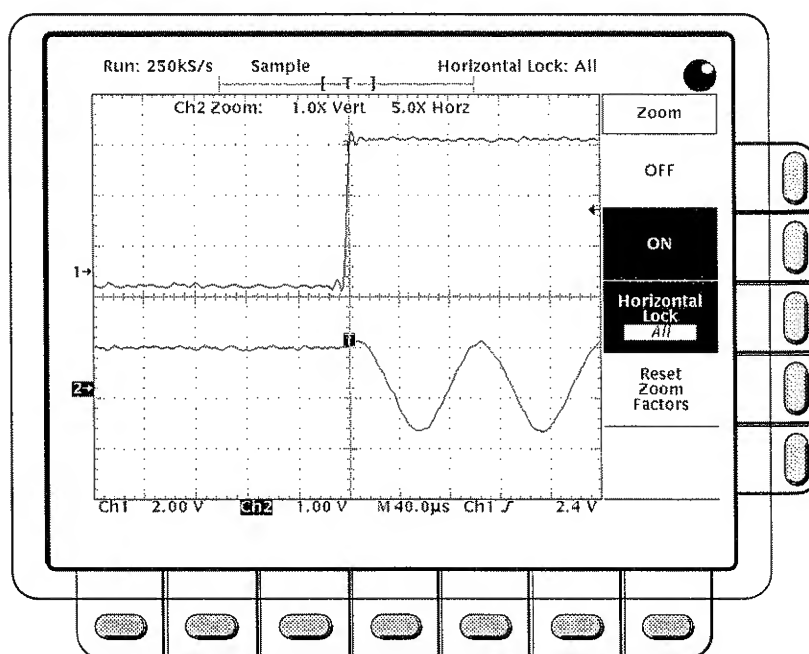 Run: 250kS/s Sample Horizontal Lock: All
[ T ]
Ch2 Zoom: 1.0X Vert 5.0X Horz
Zoom
OFF
ON
1→
Horizontal
Lock
All
T
2→
Reset
Zoom
Factors
Ch1 2.00 V Ch2 1.00 V M 40.0µs Ch1 ƒ 2.4 V